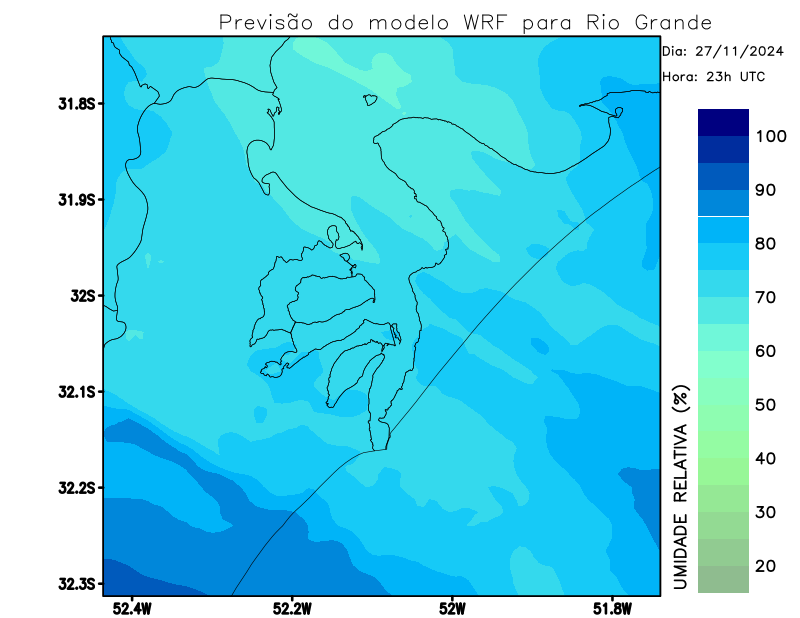 Previsão do modelo WRF para Rio Grande
Dia: 27/11/2024
Hora: 23h UTC
31.8S
31.9S
32S
32.1S
32.2S
32.3S
52.4W
52.2W
52W
51.8W
100
90
80
70
60
50
40
30
20
UMIDADE RELATIVA (%)